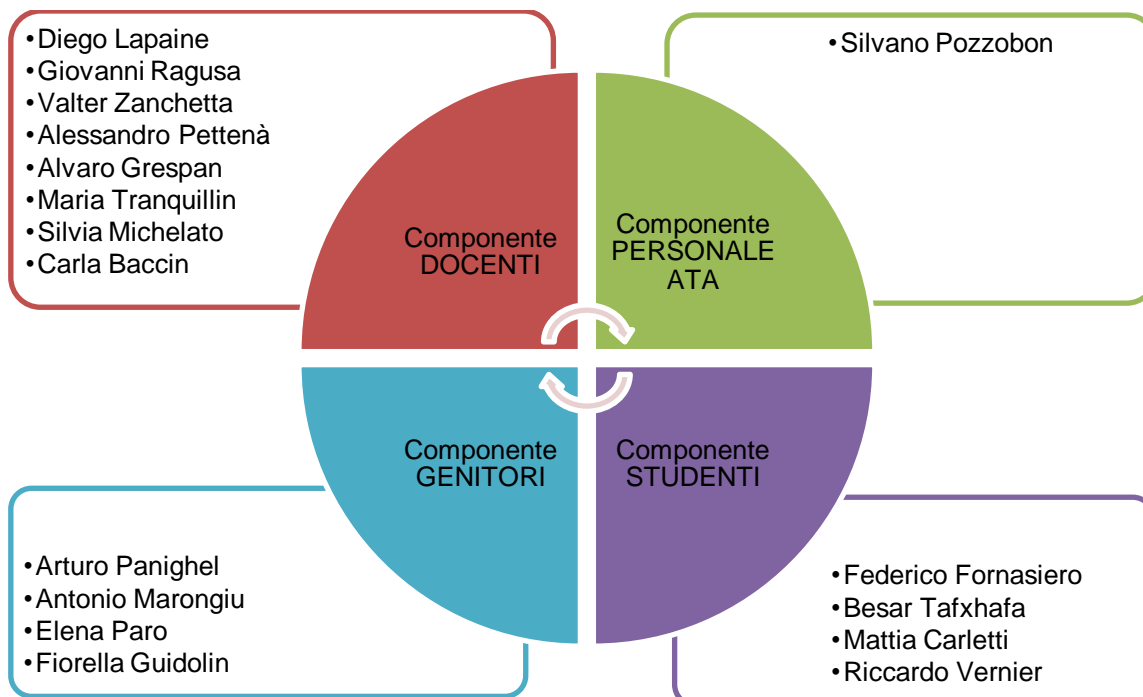 •Diego Lapaine
•Giovanni Ragusa
•Valter Zanchetta
•Alessandro Pettenà
•Alvaro Grespan
•Maria Tranquillin
•Silvia Michelato
•Carla Baccin
Componente
DOCENTI
•Silvano Pozzobon
Componente
PERSONALE
ATA
Componente
GENITORI
•Arturo Panighel
•Antonio Marongiu
•Elena Paro
•Fiorella Guidolin
Componente
STUDENTI
•Federico Fornasiero
•Besar Tafxhafa
•Mattia Carletti
•Riccardo Vernier